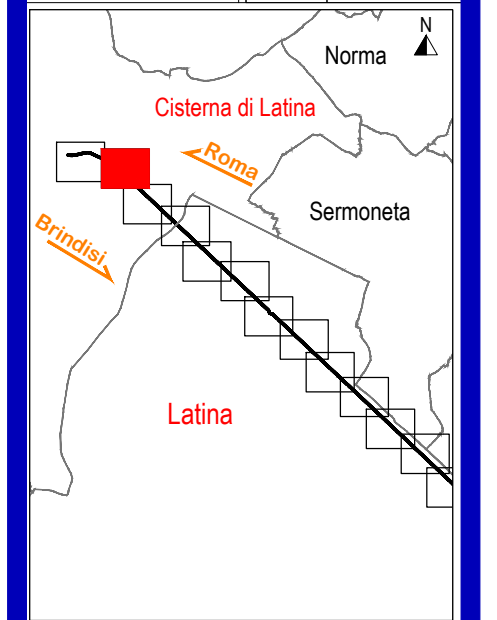 N
Norma
Cisterna di Latina
Roma
Sermoneta
Brindisi
Latina